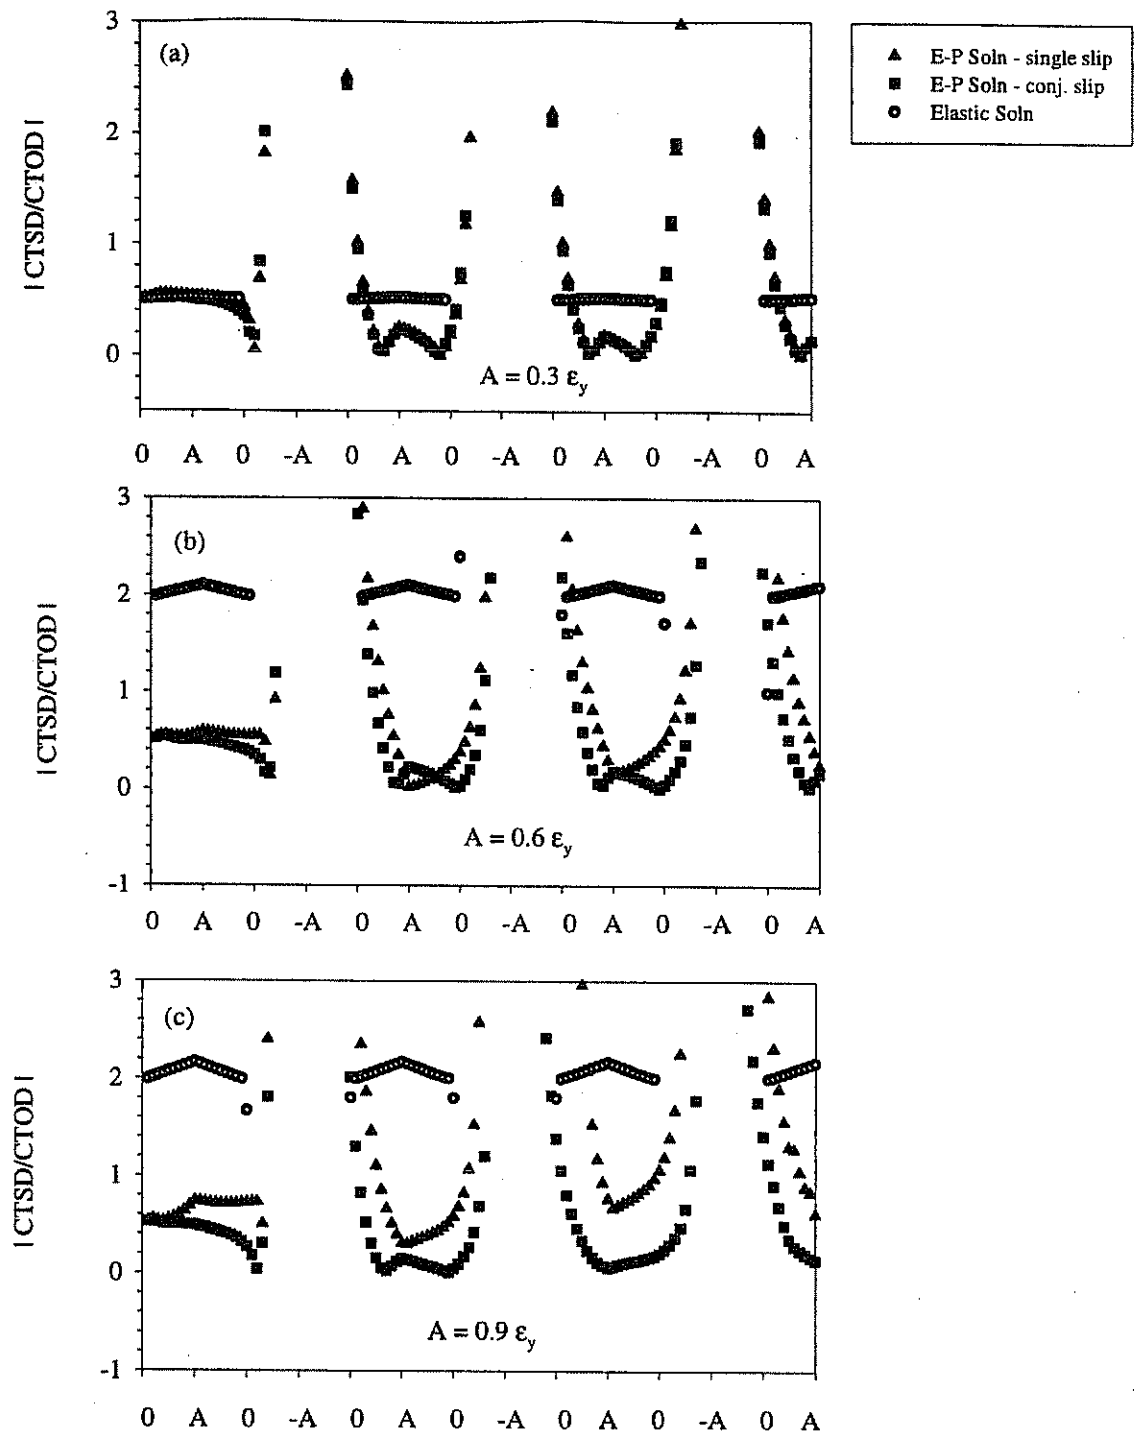 3
(a)
2
1
0
|CTSD/CTOD|
A = 0.3 εy
0 A 0 -A 0 A 0 -A 0 A 0 -A 0 A
E-P Soln - single slip
E-P Soln - conj. slip
Elastic Soln
3
(b)
2
1
0
-1
|CTSD/CTOD|
A = 0.6 εy
0 A 0 -A 0 A 0 -A 0 A 0 -A 0 A
3
(c)
2
1
0
-1
|CTSD/CTOD|
A = 0.9 εy
0 A 0 -A 0 A 0 -A 0 A 0 -A 0 A